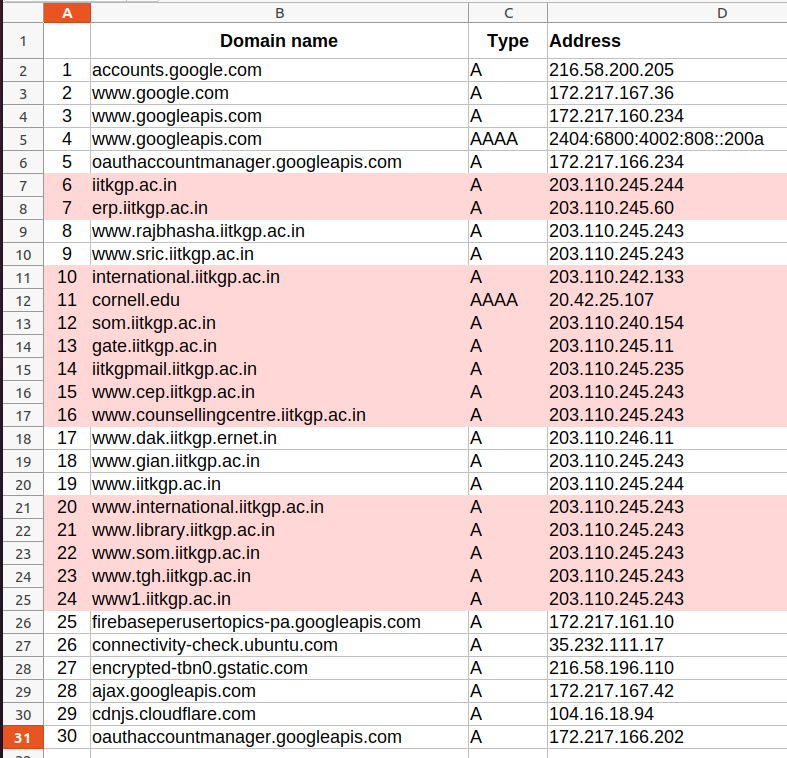 A B C D
1 Domain name Type Address
2 1 accounts.google.com A 216.58.200.205
3 2 www.google.com A 172.217.167.36
4 3 www.googleapis.com A 172.217.160.234
5 4 www.googleapis.com AAAA 2404:6800:4002:808::200a
6 5 oauthaccountmanager.googleapis.com A 172.217.166.234
7 6 iitkgp.ac.in A 203.110.245.244
8 7 erp.iitkgp.ac.in A 203.110.245.60
9 8 www.rajbhasha.iitkgp.ac.in A 203.110.245.243
10 9 www.sric.iitkgp.ac.in A 203.110.245.243
11 10 international.iitkgp.ac.in A 203.110.242.133
12 11 cornell.edu AAAA 20.42.25.107
13 12 som.iitkgp.ac.in A 203.110.240.154
14 13 gate.iitkgp.ac.in A 203.110.245.11
15 14 iitkgpmail.iitkgp.ac.in A 203.110.245.235
16 15 www.cep.iitkgp.ac.in A 203.110.245.243
17 16 www.counsellingcentre.iitkgp.ac.in A 203.110.245.243
18 17 www.dak.iitkgp.ernet.in A 203.110.246.11
19 18 www.gian.iitkgp.ac.in A 203.110.245.243
20 19 www.iitkgp.ac.in A 203.110.245.244
21 20 www.international.iitkgp.ac.in A 203.110.245.243
22 21 www.library.iitkgp.ac.in A 203.110.245.243
23 22 www.som.iitkgp.ac.in A 203.110.245.243
24 23 www.tgh.iitkgp.ac.in A 203.110.245.243
25 24 www1.iitkgp.ac.in A 203.110.245.243
26 25 firebaseperusertopics-pa.googleapis.com A 172.217.161.10
27 26 connectivity-check.ubuntu.com A 35.232.111.17
28 27 encrypted-tbn0.gstatic.com A 216.58.196.110
29 28 ajax.googleapis.com A 172.217.167.42
30 29 cdnjs.cloudflare.com A 104.16.18.94
31 30 oauthaccountmanager.googleapis.com A 172.217.166.202